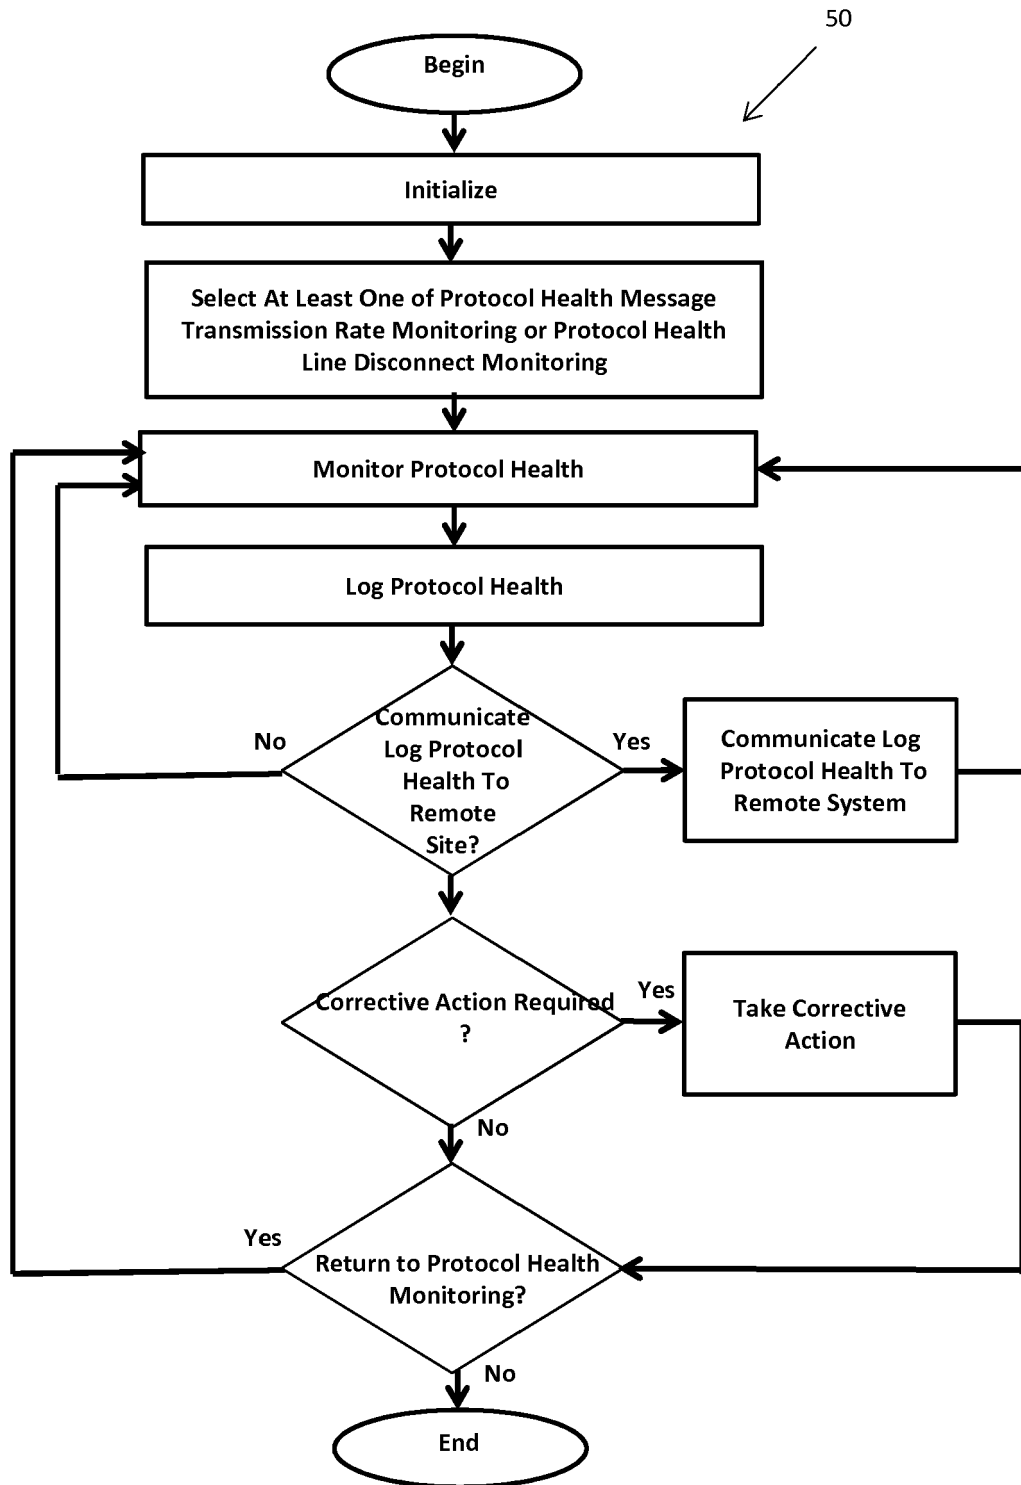 50
Begin
Initialize
Select At Least One of Protocol Health Message
Transmission Rate Monitoring or Protocol Health
Line Disconnect Monitoring
Monitor Protocol Health
Log Protocol Health
Communicate
Log Protocol
Health To
Remote
Site?
No
Yes
Communicate Log
Protocol Health To
Remote System
Corrective Action Required
?
Yes
Take Corrective
Action
No
Return to Protocol Health
Monitoring?
Yes
No
End